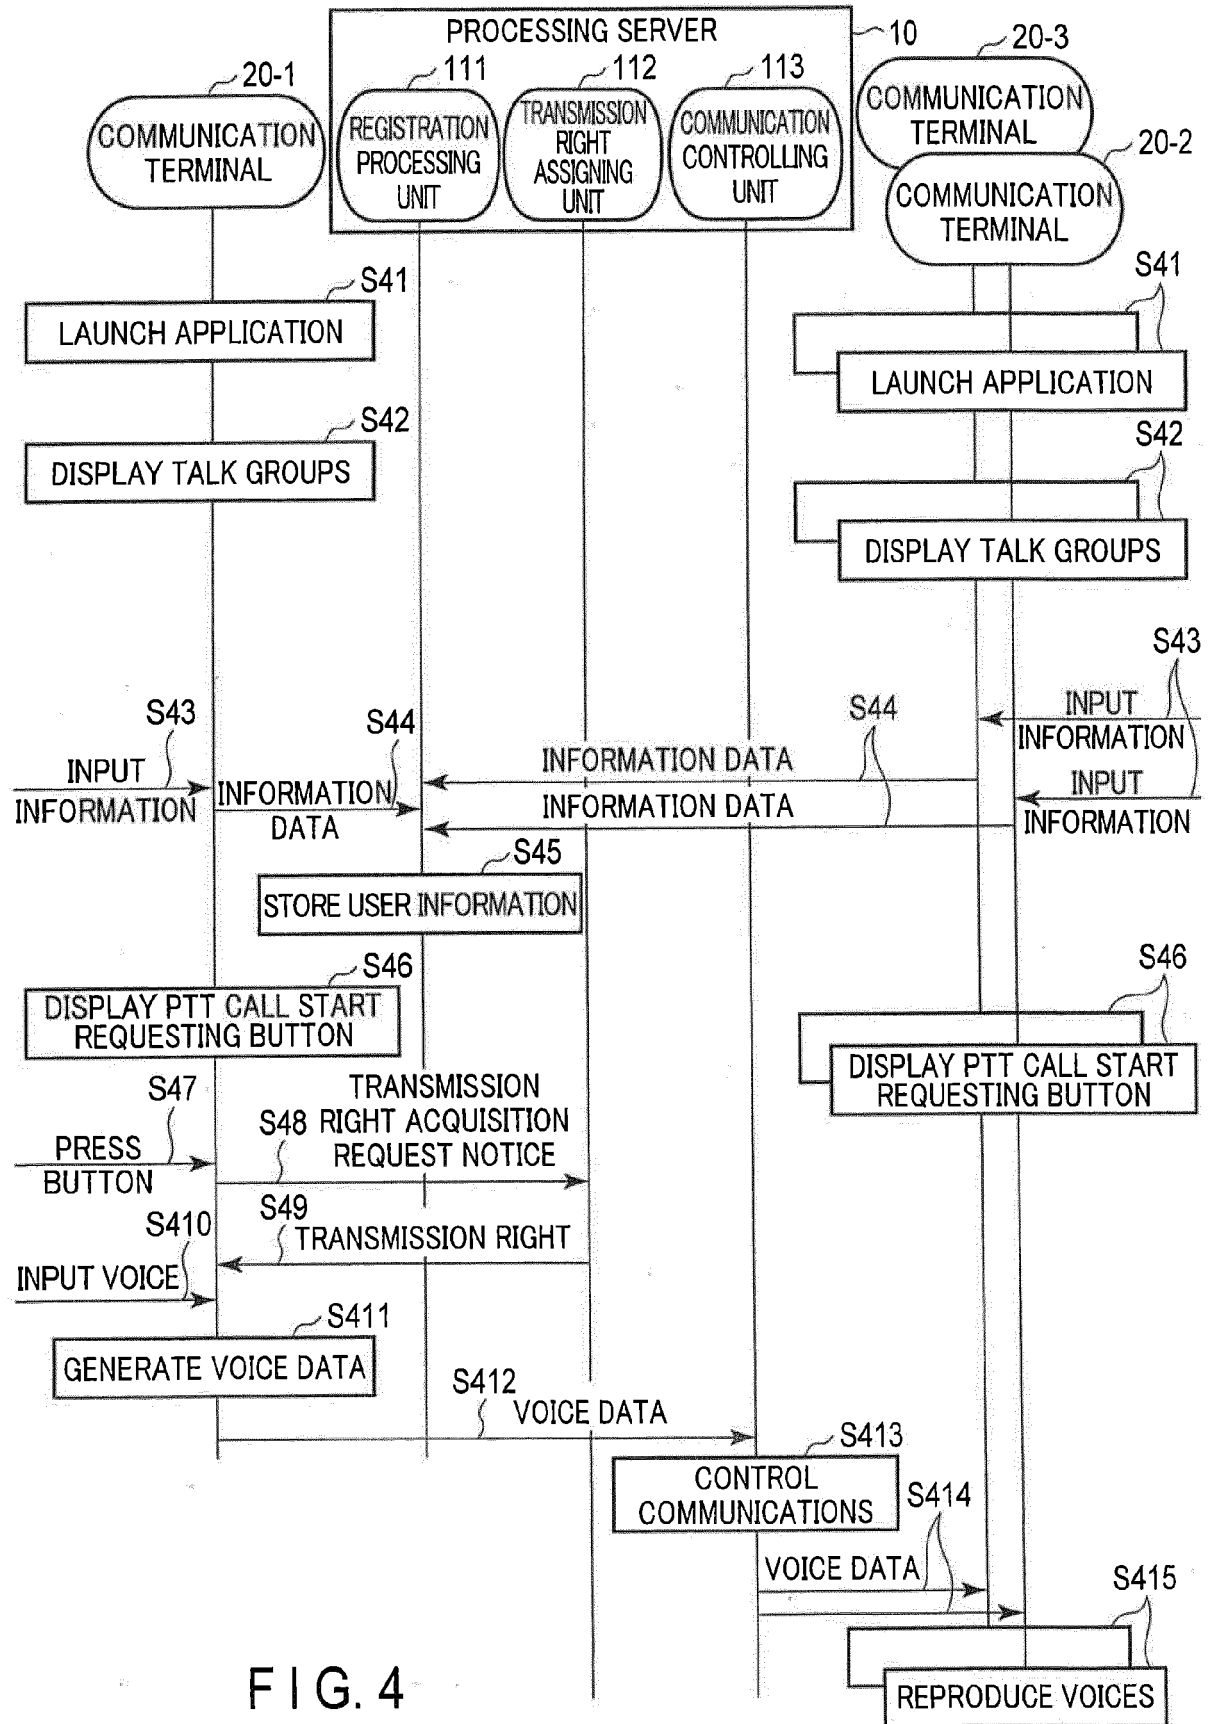 PROCESSING SERVER
10
20-3
20-1
111
112
113
COMMUNICATION
TERMINAL
20-2
COMMUNICATION
TERMINAL
REGISTRATION
PROCESSING
UNIT
TRANSMISSION
RIGHT
ASSIGNING
UNIT
COMMUNICATION
CONTROLLING
UNIT
COMMUNICATION
TERMINAL
S41
LAUNCH APPLICATION
S41
LAUNCH APPLICATION
S42
DISPLAY TALK GROUPS
S42
DISPLAY TALK GROUPS
S43
INPUT
INFORMATION
S44
INFORMATION
DATA
S44
INFORMATION DATA
INFORMATION DATA
S43
INPUT
INFORMATION
INPUT
INFORMATION
S45
STORE USER INFORMATION
S46
DISPLAY PTT CALL START
REQUESTING BUTTON
S46
DISPLAY PTT CALL START
REQUESTING BUTTON
S47
PRESS
BUTTON
S48
TRANSMISSION
RIGHT ACQUISITION
REQUEST NOTICE
S49
TRANSMISSION RIGHT
S410
INPUT VOICE
S411
GENERATE VOICE DATA
S412
VOICE DATA
S413
CONTROL
COMMUNICATIONS
S414
VOICE DATA
S415
REPRODUCE VOICES
FIG. 4